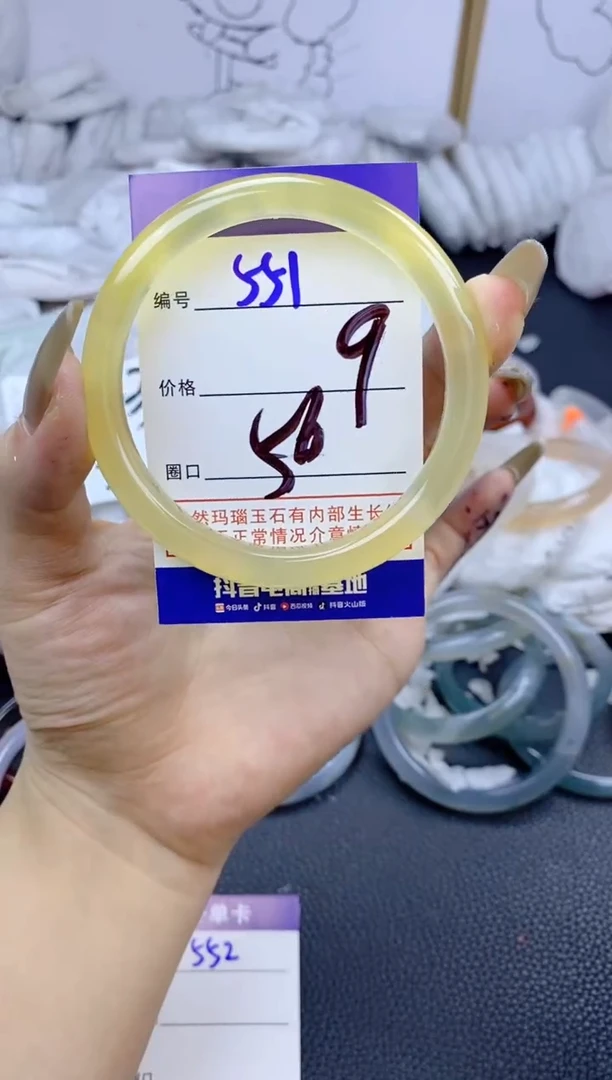 编号 551
价格 9
圈口 56
然玛瑙玉石有内部生长
正常情况介意
抖音电商 基地
今日头条 抖音 西瓜视频 抖音火山版
单卡
552